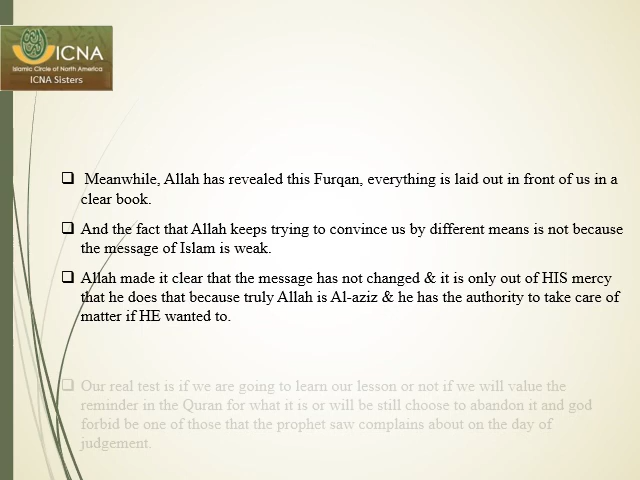 ICNA
Islamic Circle of North America
ICNA Sisters
Meanwhile, Allah has revealed this Furqan, everything is laid out in front of us in a
clear book.
And the fact that Allah keeps trying to convince us by different means is not because
the message of Islam is weak.
Allah made it clear that the message has not changed & it is only out of HIS mercy
that he does that because truly Allah is Al-aziz & he has the authority to take care of
matter if HE wanted to.
Our real test is if we are going to learn our lesson or not if we will value the
reminder in the Quran for what it is or will be still choose to abandon it and god
forbid be one of those that the prophet saw complains about on the day of
judgement.